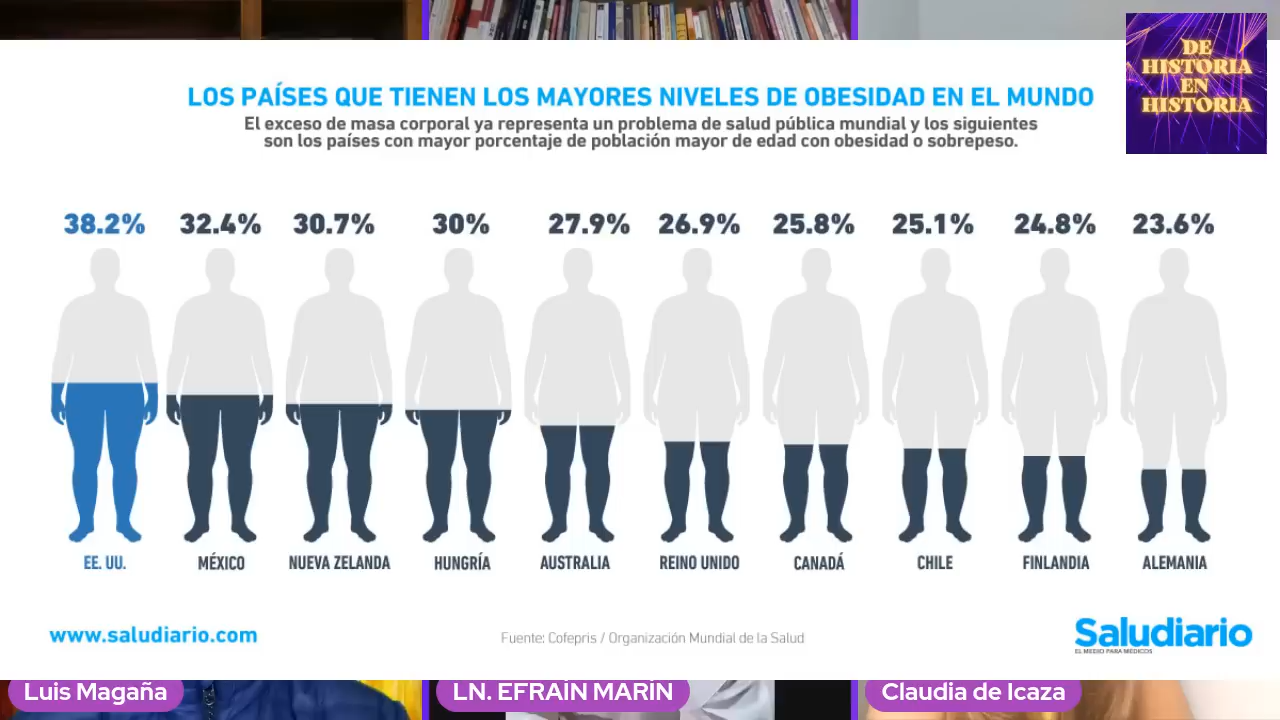 DE
HISTORIA
EN
HISTORIA
LOS PAÍSES QUE TIENEN LOS MAYORES NIVELES DE OBESIDAD EN EL MUNDO
El exceso de masa corporal ya representa un problema de salud pública mundial y los siguientes
son los países con mayor porcentaje de población mayor de edad con obesidad o sobrepeso.
38.2% 32.4% 30.7% 30% 27.9% 26.9% 25.8% 25.1% 24.8% 23.6%
EE. UU. MÉXICO NUEVA ZELANDA HUNGRÍA AUSTRALIA REINO UNIDO CANADÁ CHILE FINLANDIA ALEMANIA
www.saludiario.com
Fuente: Cofepris / Organización Mundial de la Salud
Saludiario
EL MEDIO PARA MÉDICOS
Luis Magaña
LN. EFRAÍN MARÍN
Claudia de Icaza